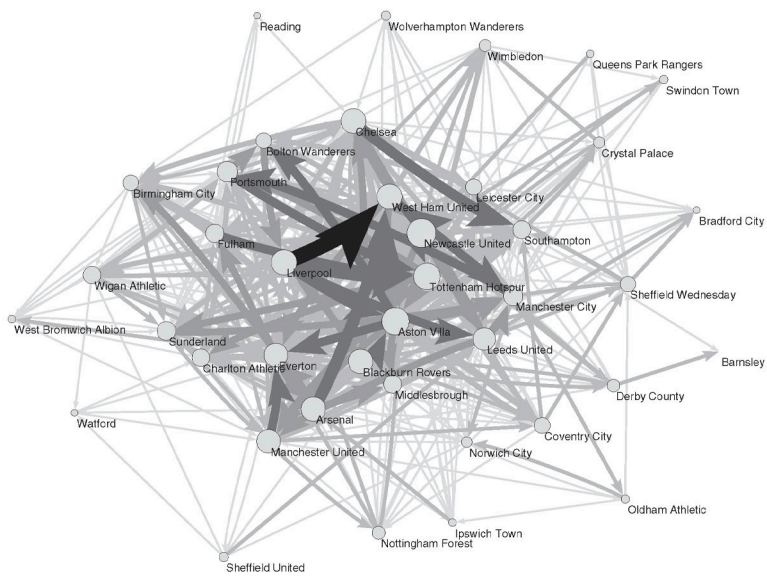 Reading
Wolverhampton Wanderers
Wimbledon
Queens Park Rangers
Swindon Town
Chelsea
Bolton Wanderers
Crystal Palace
Portsmouth
Birmingham City
Leicester City
West Ham United
Bradford City
Fulham
Newcastle United
Southampton
Liverpool
Wigan Athletic
Tottenham Hotspur
Sheffield Wednesday
Manchester City
West Bromwich Albion
Aston Villa
Sunderland
Leeds United
Barnsley
Charlton Athletic
Everton
Blackburn Rovers
Middlesbrough
Derby County
Arsenal
Watford
Coventry City
Manchester United
Norwich City
Oldham Athletic
Ipswich Town
Nottingham Forest
Sheffield United